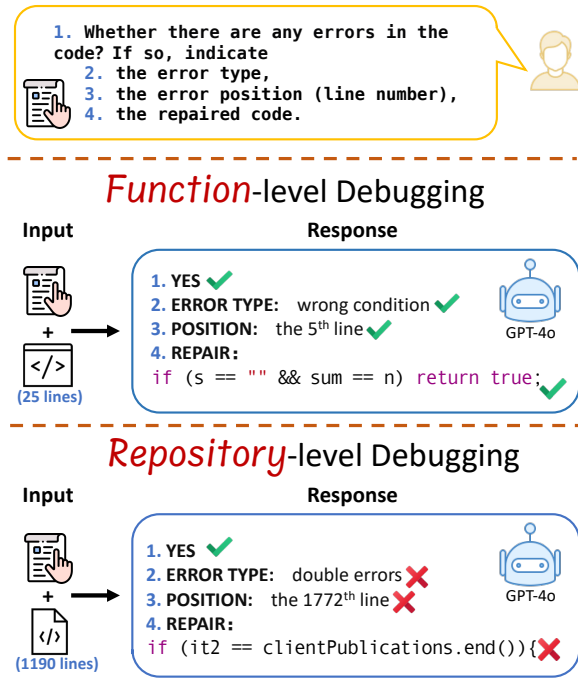 1. Whether there are any errors in the
code? If so, indicate
2. the error type,
3. the error position (line number),
4. the repaired code.
Function-level Debugging
Input
Response
1. YES
2. ERROR TYPE: wrong condition
3. POSITION: the 5th line
4. REPAIR:
if (s == "" && sum == n) return true;
GPT-4o
+
</>
(25 lines)
Repository-level Debugging
Input
Response
1. YES
2. ERROR TYPE: double errors
3. POSITION: the 1772th line
4. REPAIR:
if (it2 == clientPublications.end()){
GPT-4o
+
</>
(1190 lines)